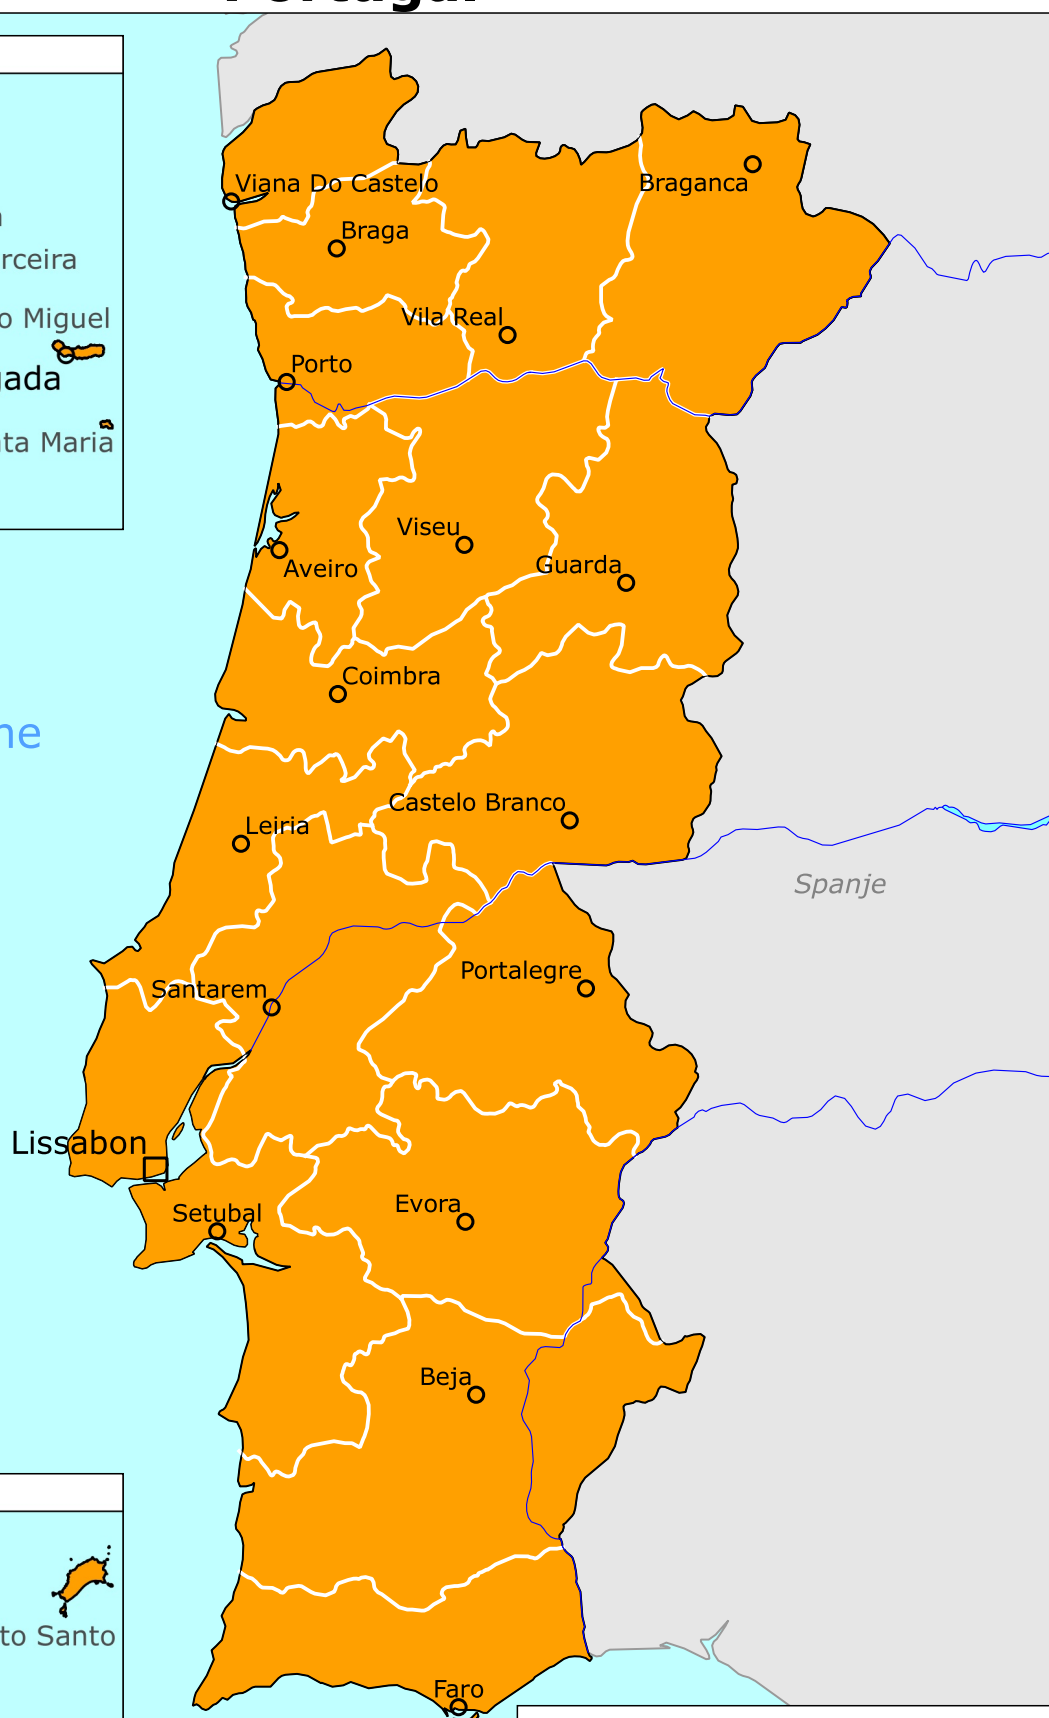 Viana Do Castelo
Braganca
Braga
rceira
o Miguel
Vila Real
Porto
jada
ta Maria
Viseu
Guarda
Aveiro
Coimbra
ne
Castelo Branco
Leiria
Spanje
Portalegre
Santarem
Lissabon
Evora
Setubal
Beja
to Santo
Faro